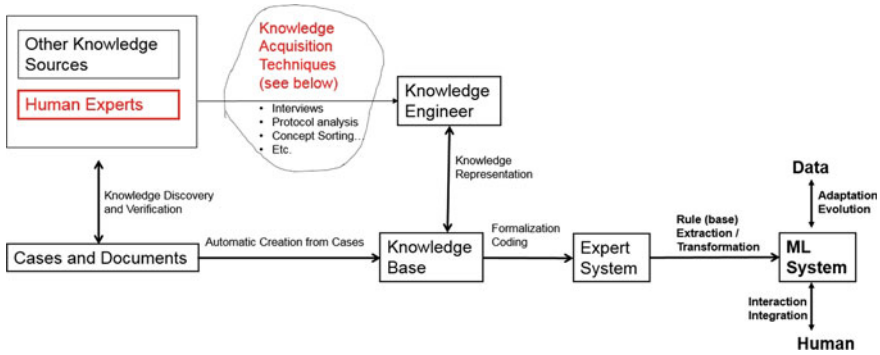 Other Knowledge
Sources
Human Experts
Knowledge
Acquisition
Techniques
(see below)
• Interviews
• Protocol analysis
• Concept Sorting...
• Etc.
Knowledge
Engineer
Knowledge Discovery
and Verification
Knowledge
Representation
Cases and Documents
Automatic Creation from Cases
Knowledge
Base
Formalization
Coding
Expert
System
Rule (base)
Extraction /
Transformation
Data
Adaptation
Evolution
ML
System
Interaction
Integration
Human